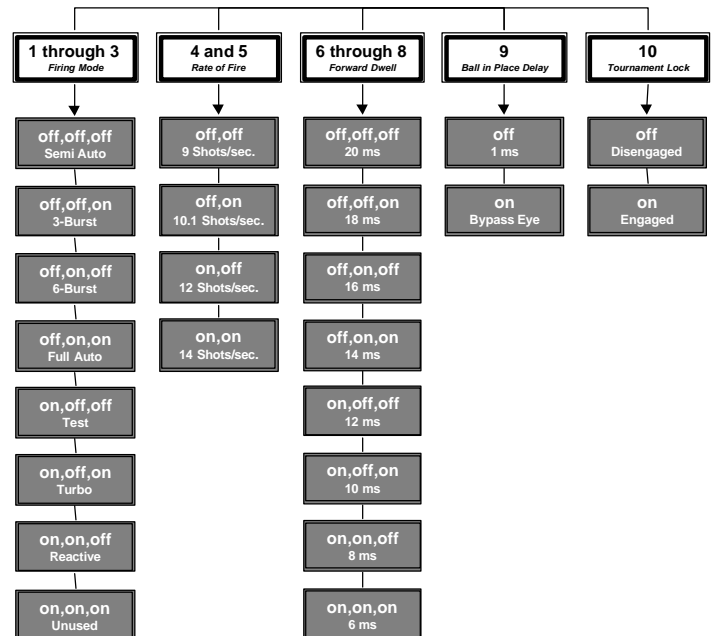 1 through 3
Firing Mode
off,off,off
Semi Auto
off,off,on
3-Burst
off,on,off
6-Burst
off,on,on
Full Auto
on,off,off
Test
on,off,on
Turbo
on,on,off
Reactive
on,on,on
Unused
4 and 5
Rate of Fire
off,off
9 Shots/sec.
off,on
10.1 Shots/sec.
on,off
12 Shots/sec.
on,on
14 Shots/sec.
6 through 8
Forward Dwell
off,off,off
20 ms
off,off,on
18 ms
off,on,off
16 ms
off,on,on
14 ms
on,off,off
12 ms
on,off,on
10 ms
on,on,off
8 ms
on,on,on
6 ms
9
Ball in Place Delay
off
1 ms
on
Bypass Eye
10
Tournament Lock
off
Disengaged
on
Engaged